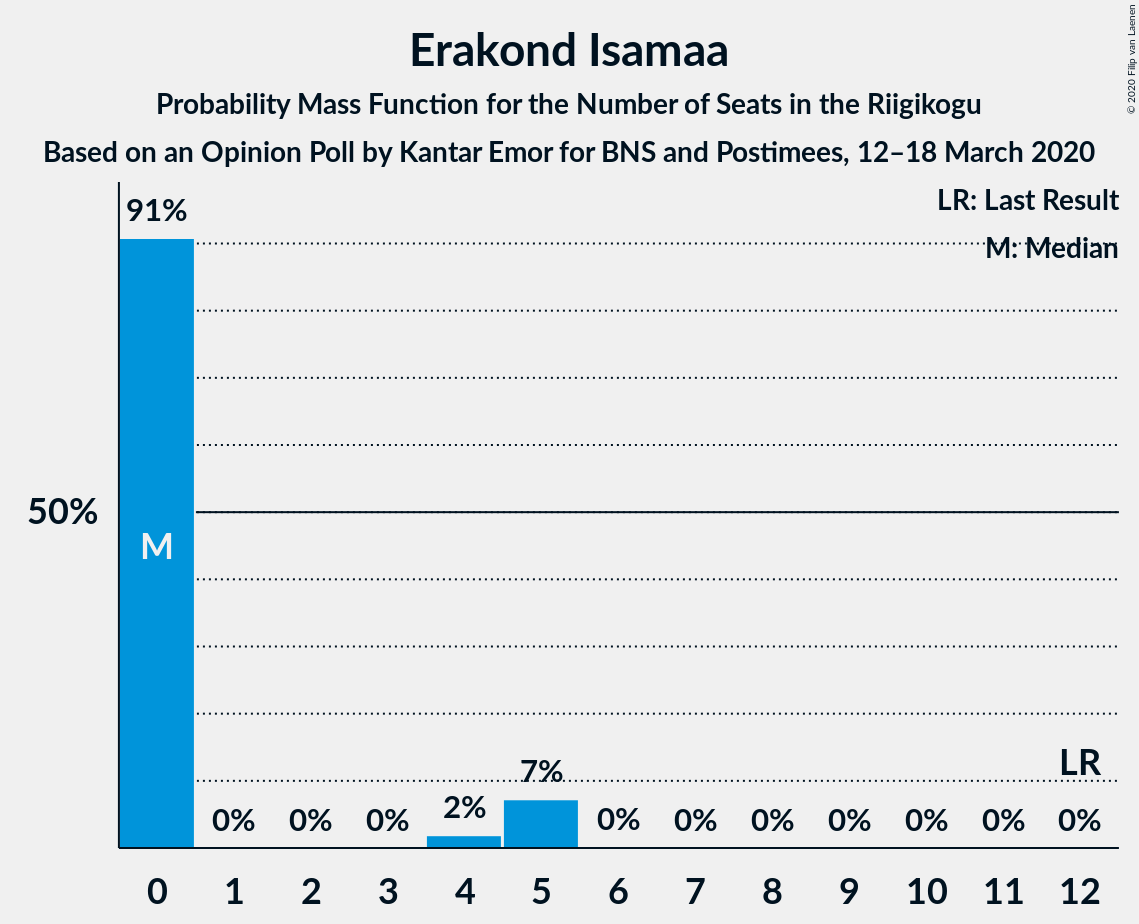 Erakond Isamaa
Probability Mass Function for the Number of Seats in the Riigikogu
Based on an Opinion Poll by Kantar Emor for BNS and Postimees, 12–18 March 2020
© 2020 Filip van Laenen
LR: Last Result
M: Median
91%
50%
M
LR
7%
2%
0% 0% 0% 0% 0% 0% 0% 0% 0% 0%
0 1 2 3 4 5 6 7 8 9 10 11 12